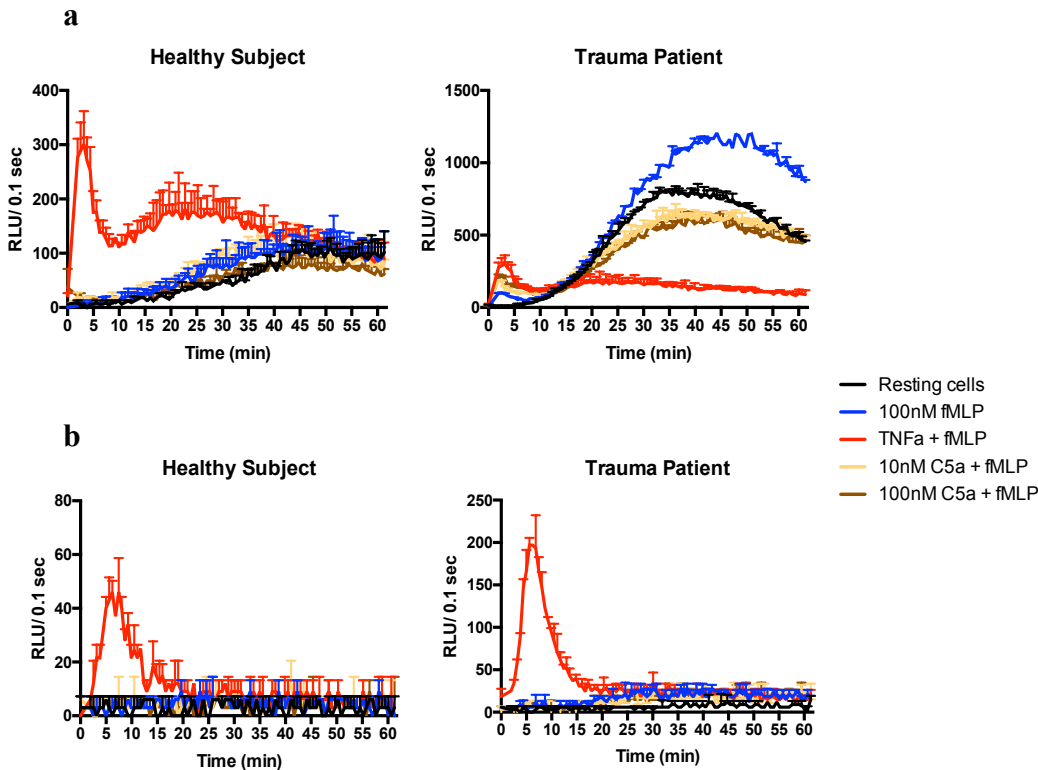 a
Healthy Subject
Trauma Patient
400
300
200
100
0
RLU/ 0.1 sec
0 5 10 15 20 25 30 35 40 45 50 55 60
Time (min)
1500
1000
500
0
RLU/ 0.1 sec
0 5 10 15 20 25 30 35 40 45 50 55 60
Time (min)
Resting cells
100nM fMLP
TNFa + fMLP
10nM C5a + fMLP
100nM C5a + fMLP
b
Healthy Subject
Trauma Patient
80
60
40
20
0
RLU/ 0.1 sec
0 5 10 15 20 25 30 35 40 45 50 55 60
Time (min)
250
200
150
100
50
0
RLU/ 0.1 sec
0 5 10 15 20 25 30 35 40 45 50 55 60
Time (min)